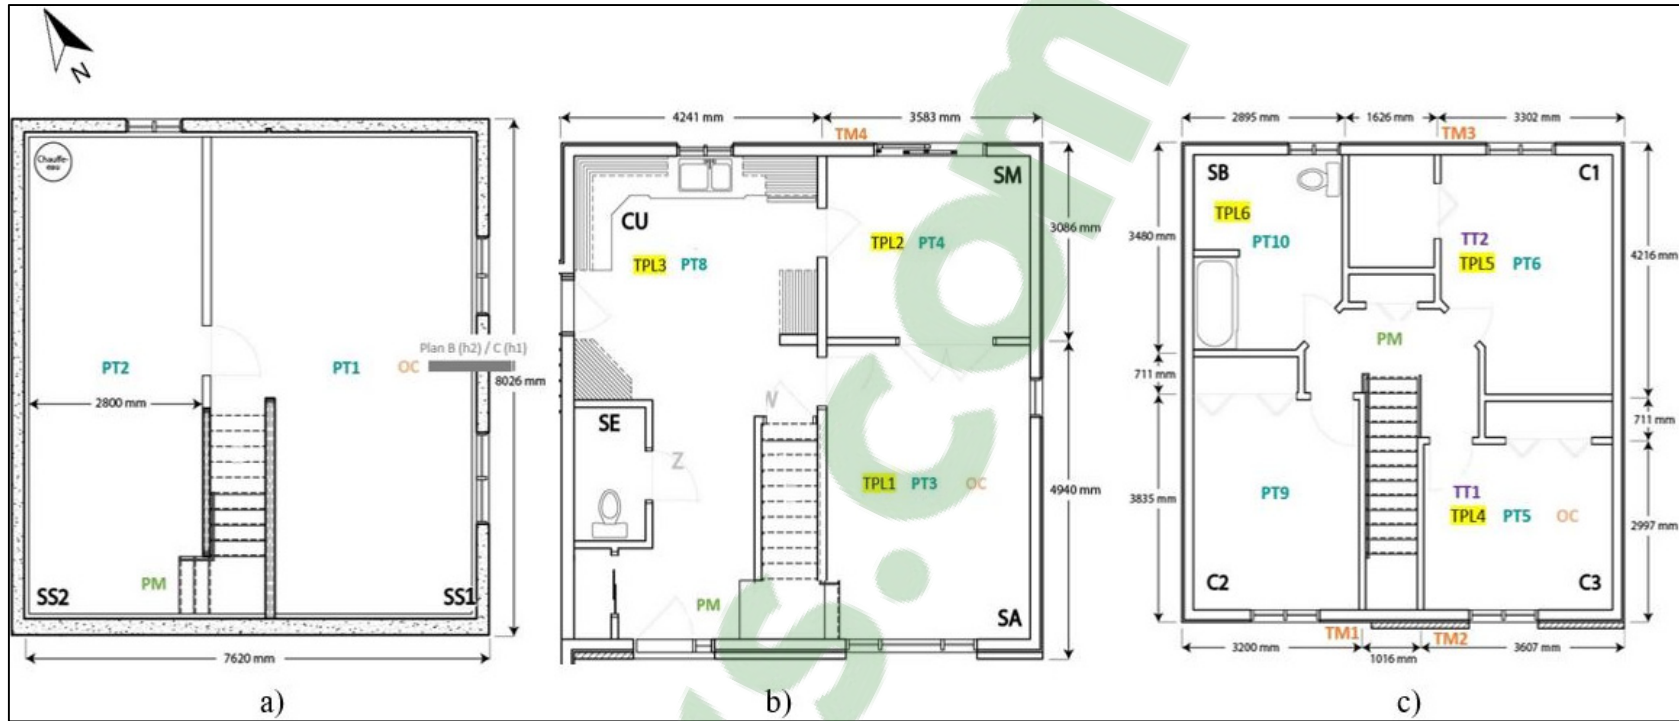 N
Chauffe-
eau
PT2
PT1
OC
Plan B (h2) / C (h1)
8026 mm
2800 mm
PM
SS2
SS1
7620 mm
a)
4241 mm
3583 mm
TM4
SM
CU
TPL3
PT8
TPL2
PT4
3086 mm
W
SE
Z
TPL1
PT3
OC
4940 mm
PM
SA
b)
2895 mm
1626 mm
TM3
3302 mm
SB
C1
TPL6
PT10
3480 mm
TT2
TPL5
PT6
4216 mm
PM
711 mm
711 mm
3835 mm
PT9
TT1
TPL4
PT5
OC
2997 mm
C2
C3
TM1
TM2
3200 mm
1016 mm
3607 mm
c)
s.com